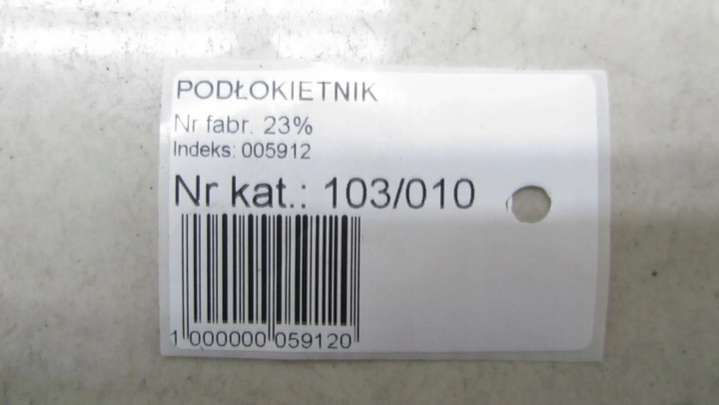 PODŁOKIETNIK
Nr fabr. 23%
Indeks: 005912
Nr kat.: 103/010
1 000000 059120